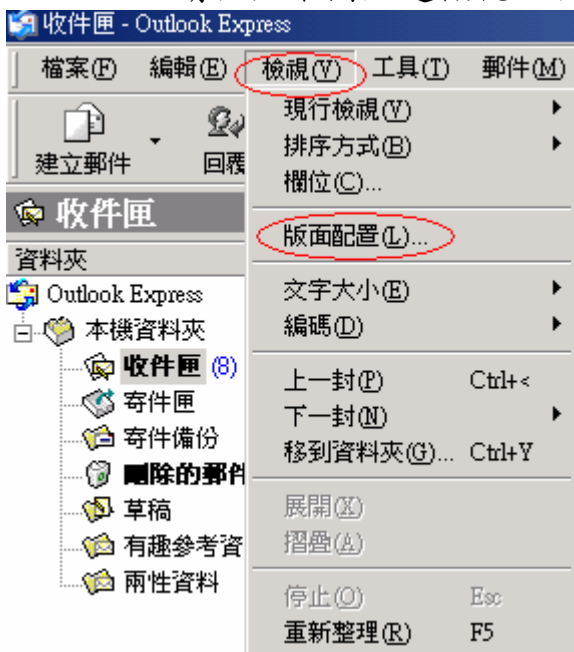 收件匣 - Outlook Express
檔案(F) 編輯(E) 檢視(V) 工具(T) 郵件(M)
建立郵件 回覆
收件匣
資料夾
Outlook Express
本機資料夾
收件匣 (8)
寄件匣
寄件備份
刪除的郵件
草稿
有趣參考資
兩性資料
現行檢視(V)
排序方式(B)
欄位(C)...
版面配置(L)...
文字大小(E)
編碼(D)
上一封(P) Ctrl+<
下一封(N)
移到資料夾(G)... Ctrl+Y
展開(X)
摺疊(A)
停止(O) Esc
重新整理(R) F5